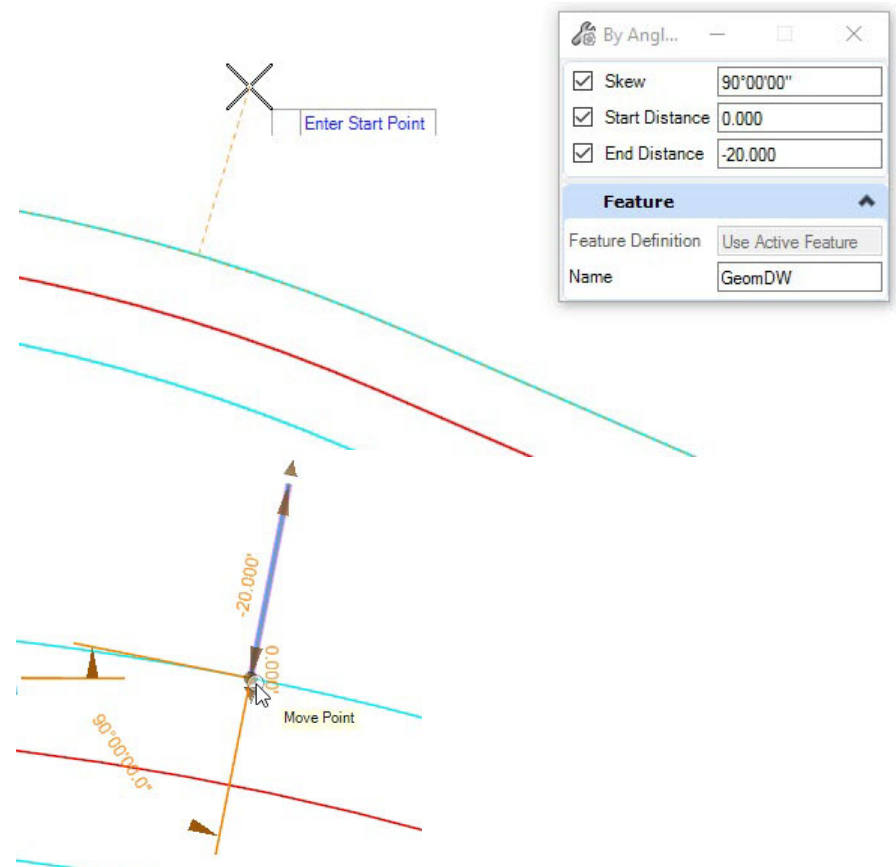 By Angl...
Skew 90°00'00"
Start Distance 0.000
End Distance -20.000
Feature
Feature Definition Use Active Feature
Name GeomDW
Enter Start Point
-20.000'
0.000'
Move Point
90°00'00.0"